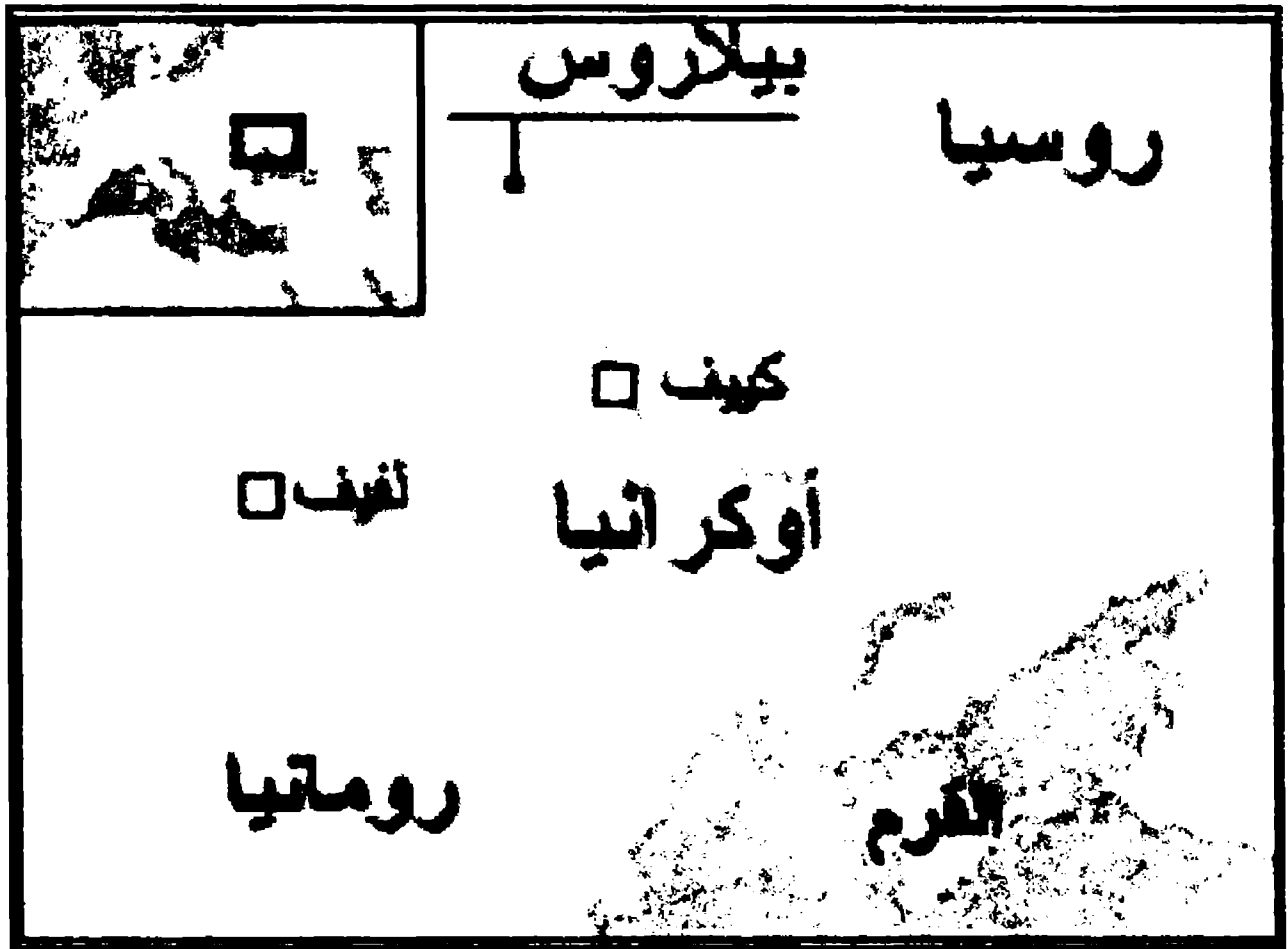 بيلاروس
روسيا
كييف
لفيف
أوكرانيا
رومانيا
القرم